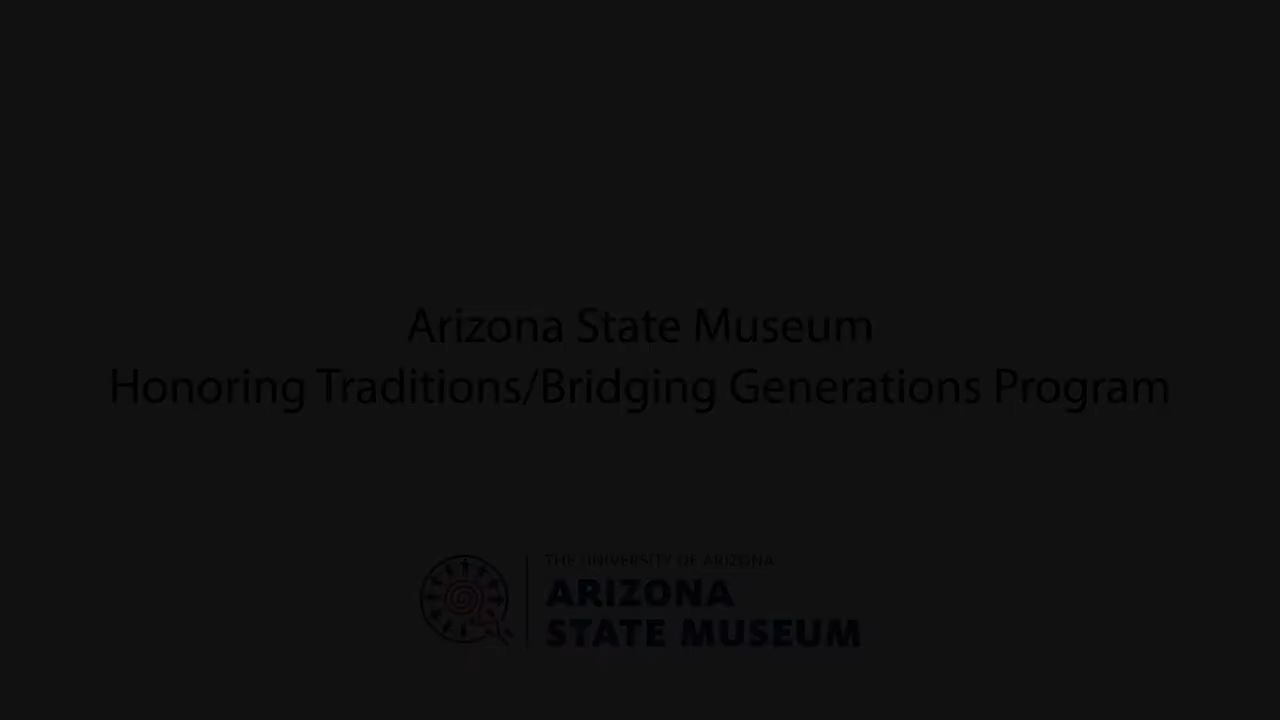 Arizona State Museum
Honoring Traditions/Bridging Generations Program
THE UNIVERSITY OF ARIZONA
ARIZONA
STATE MUSEUM